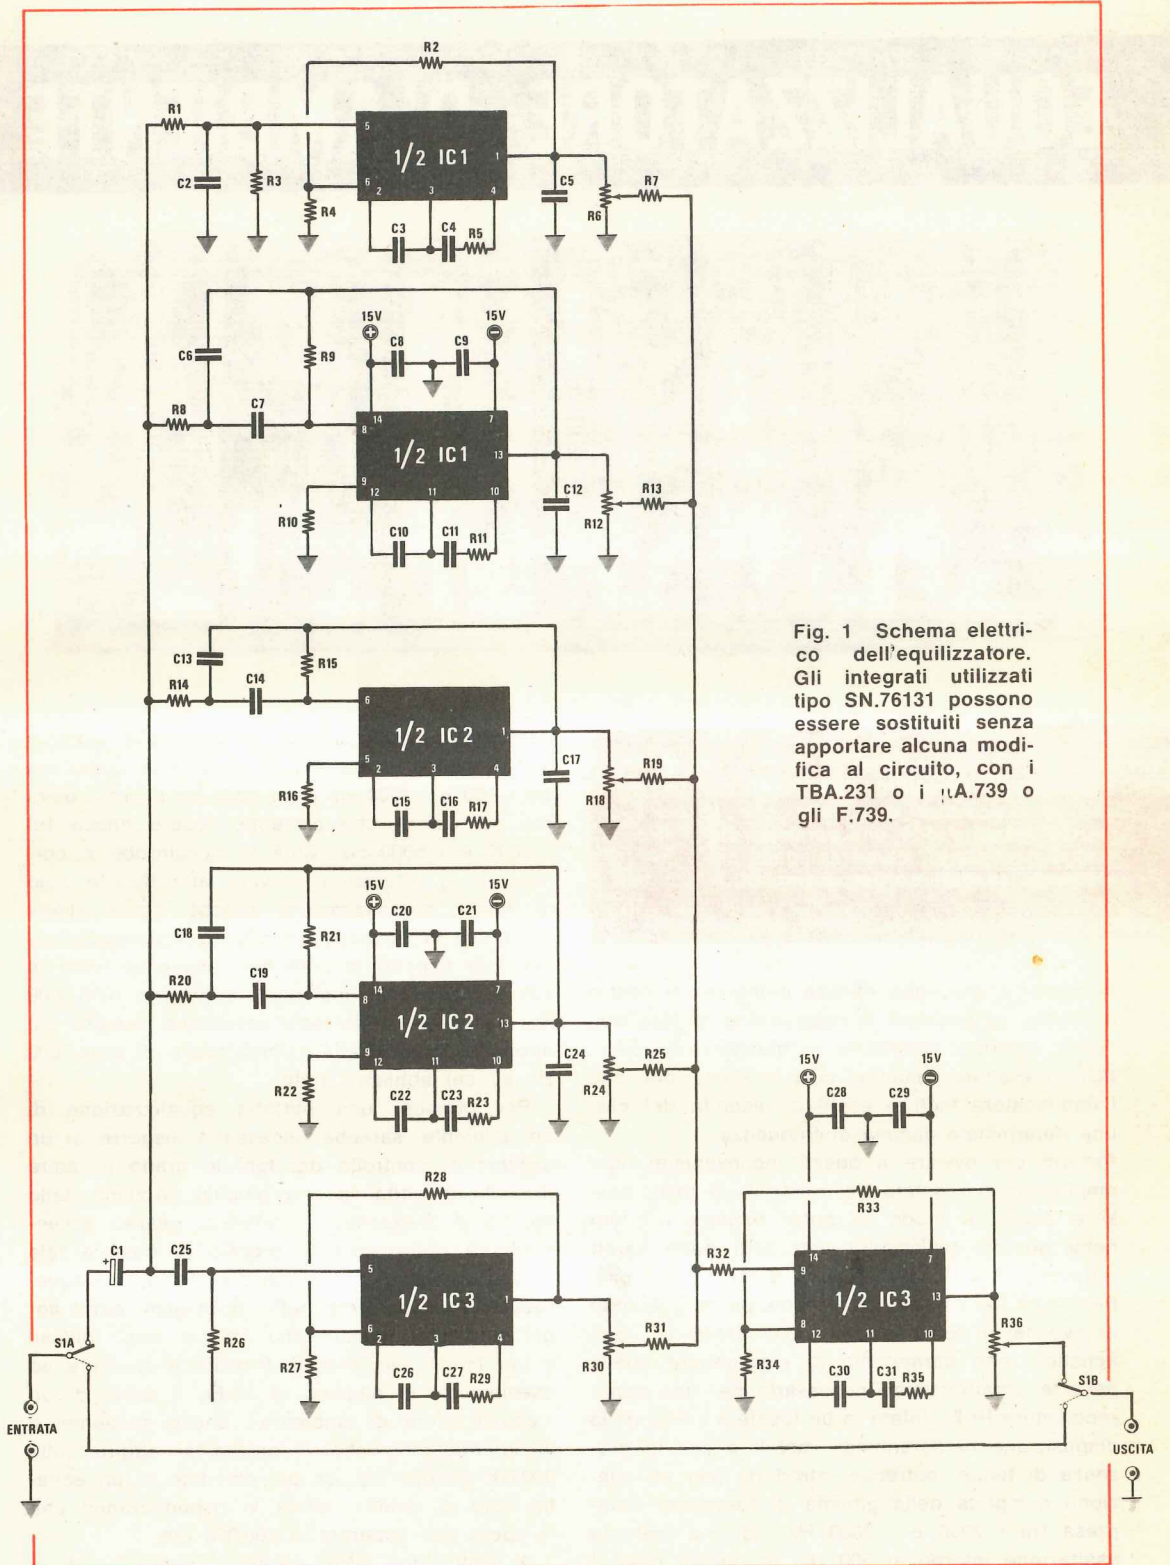 R2
R1
5
1/2 IC1
1
6
2
3
4
C2
R3
R4
C3
C4
R5
C5
R6
R7
15V
15V
C6
R9
C8
C9
R8
C7
14
7
8
1/2 IC1
13
9
12
11
10
R10
C10
C11
R11
C12
R12
R13
C13
R15
R14
C14
6
1/2 IC2
1
5
2
3
4
R16
C15
C16
R17
C17
R18
R19
Fig. 1 Schema elettri-
co dell'equilizzatore.
Gli integrati utilizzati
tipo SN.76131 possono
essere sostituiti senza
apportare alcuna modi-
fica al circuito, con i
TBA.231 o i µA.739 o
gli F.739.
15V
15V
C18
R21
C20
C21
R20
C19
14
7
8
1/2 IC2
13
9
12
11
10
R22
C22
C23
R23
C24
R24
R25
15V
15V
C28
C29
R28
R33
C1
+
C25
5
1/2 IC3
1
6
2
3
4
R32
14
7
9
1/2 IC3
13
8
12
11
10
S1A
R26
R27
C26
C27
R29
R30
R31
R34
C30
C31
R35
R36
S1B
ENTRATA
USCITA